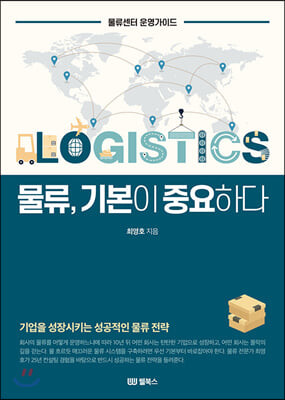 물류센터 운영가이드
LOGISTICS
물류, 기본이 중요하다
최영호 지음
기업을 성장시키는 성공적인 물류 전략
회사의 물류를 어떻게 운영하느냐에 따라 10년 뒤 어떤 회사는 탄탄한 기업으로 성장하고, 어떤 회사는 몰락의
길을 걷는다. 물 흐르듯 매끄러운 물류 시스템을 구축하려면 우선 기본부터 바로잡아야 한다. 물류 전문가 최영
호가 25년 컨설팅 경험을 바탕으로 반드시 성공하는 물류 전략을 들려준다.
웰북스